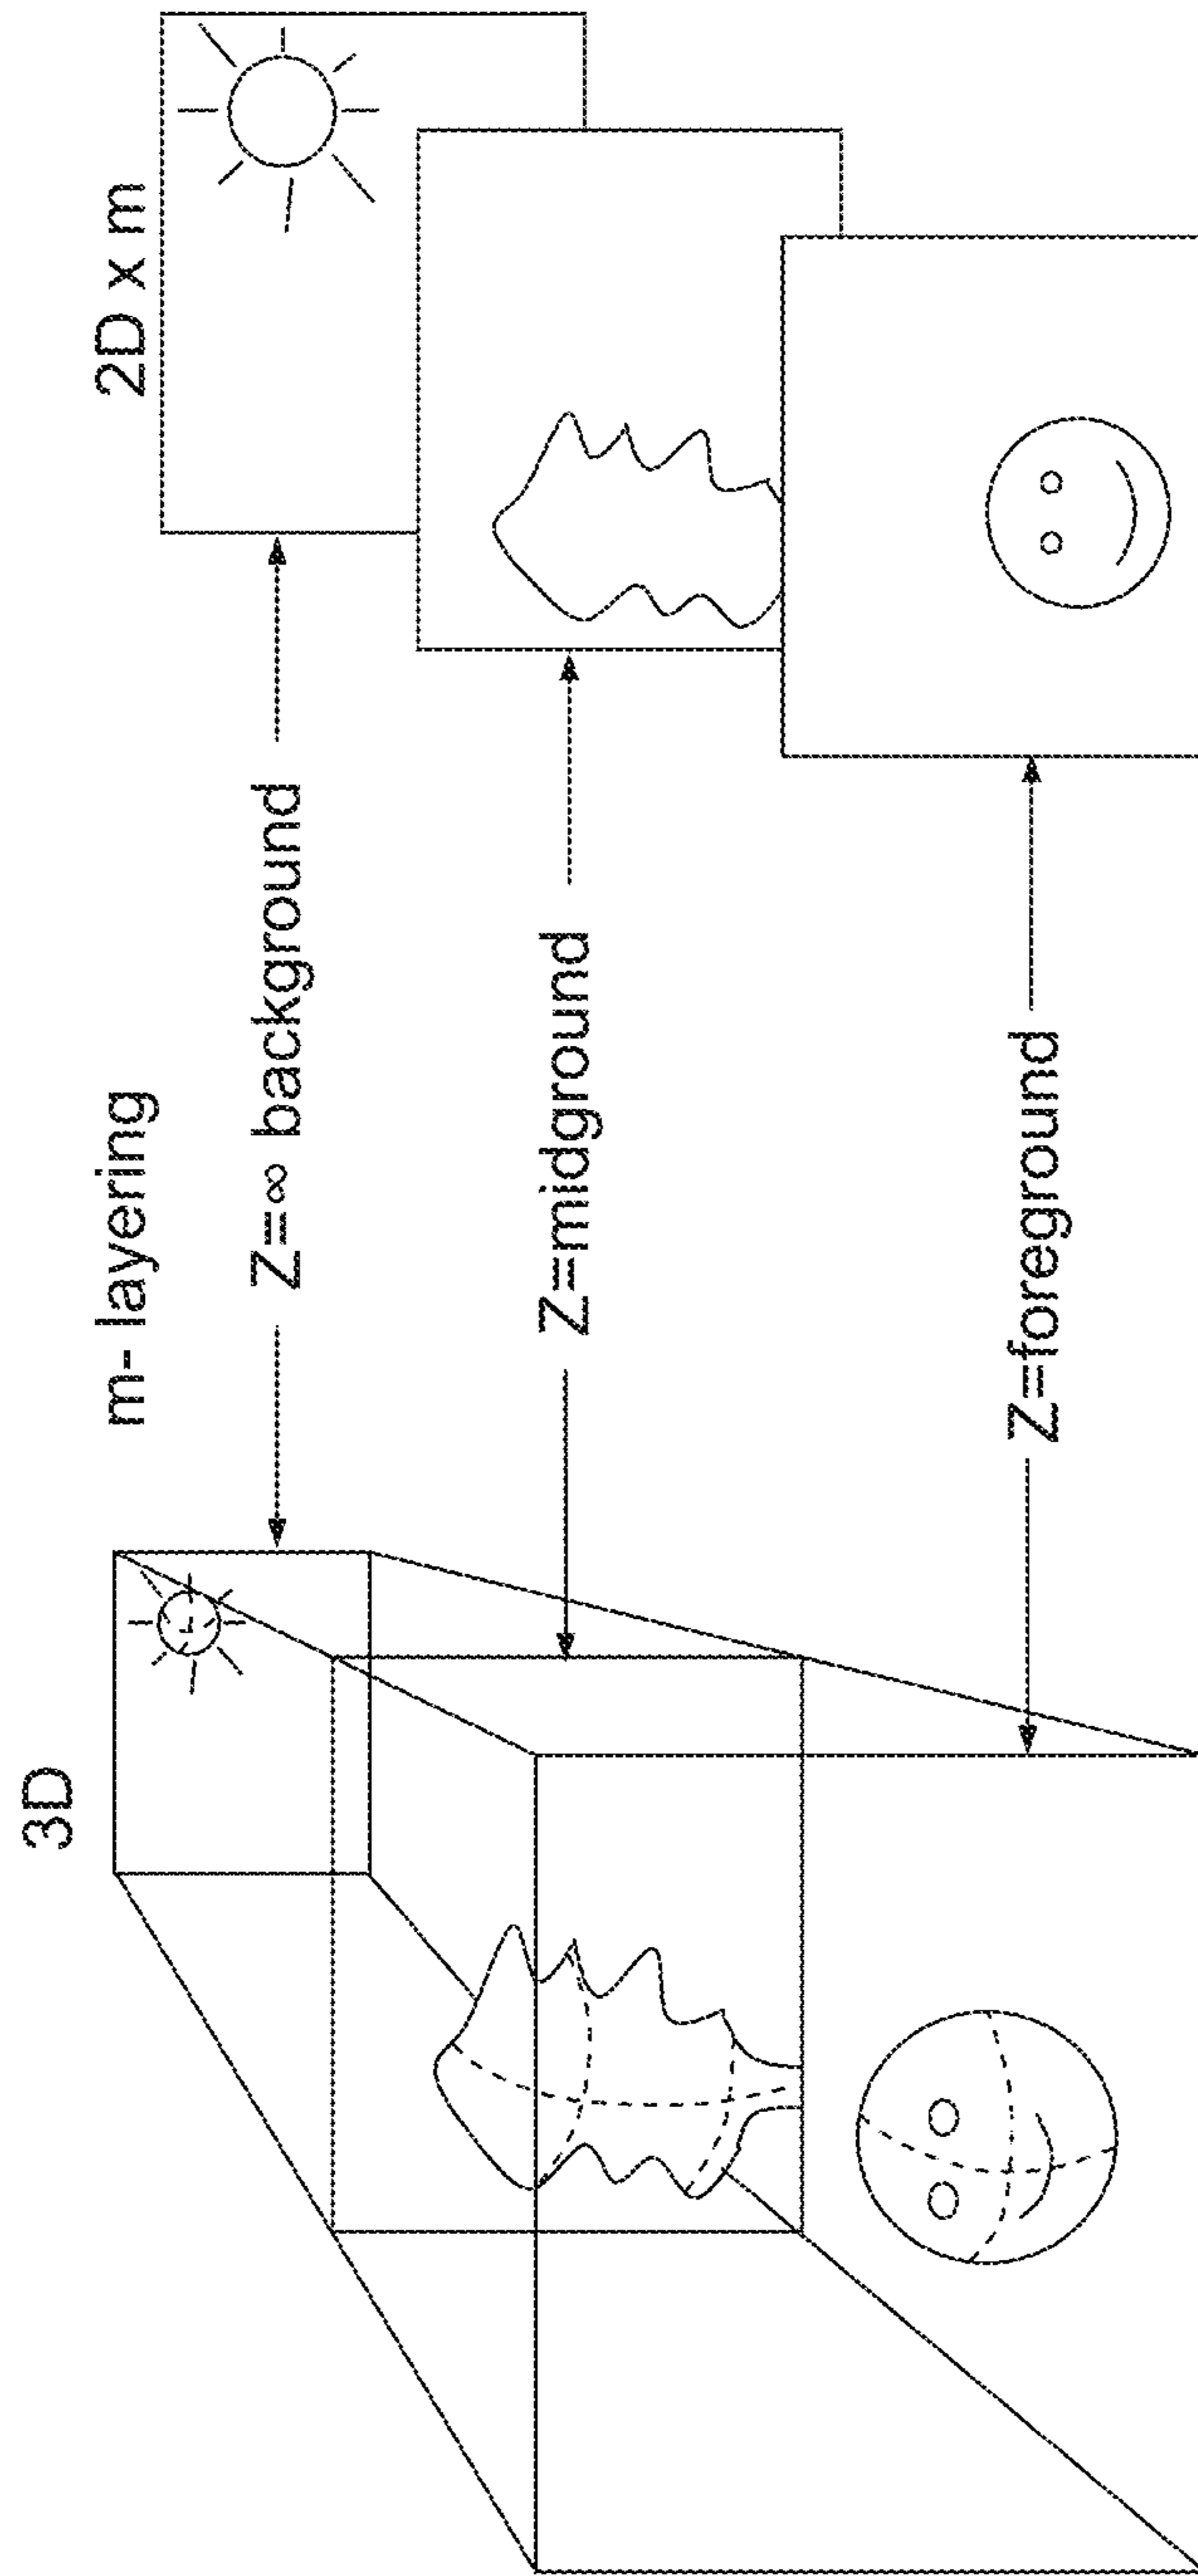 3D
m- layering
2D x m
Z=∞ background
Z=midground
Z=foreground